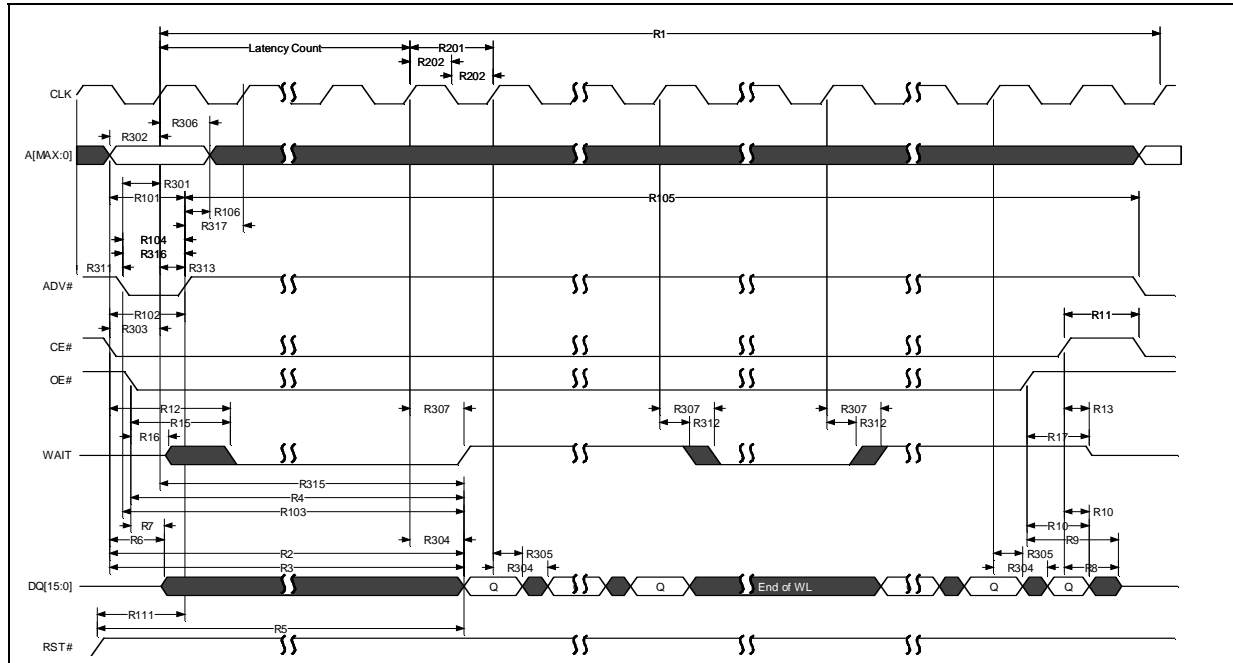 R1
Latency Count R201
R202
R202
CLK
R306
R302
A[MAX:0]
R301
R101 R105
R106
R317
R104
R316
R311 R313
ADV#
R102
R303 R11
CE#
OE#
R12 R307 R307 R307 R13
R15 R312 R312
R16 R17
WAIT
R315
R4
R103
R7 R10
R6 R304 R305 R10
R9
R2 R304 R305
R3 R304 R8
DQ[15:0] Q Q End of WL Q Q
R111
R5
RST#